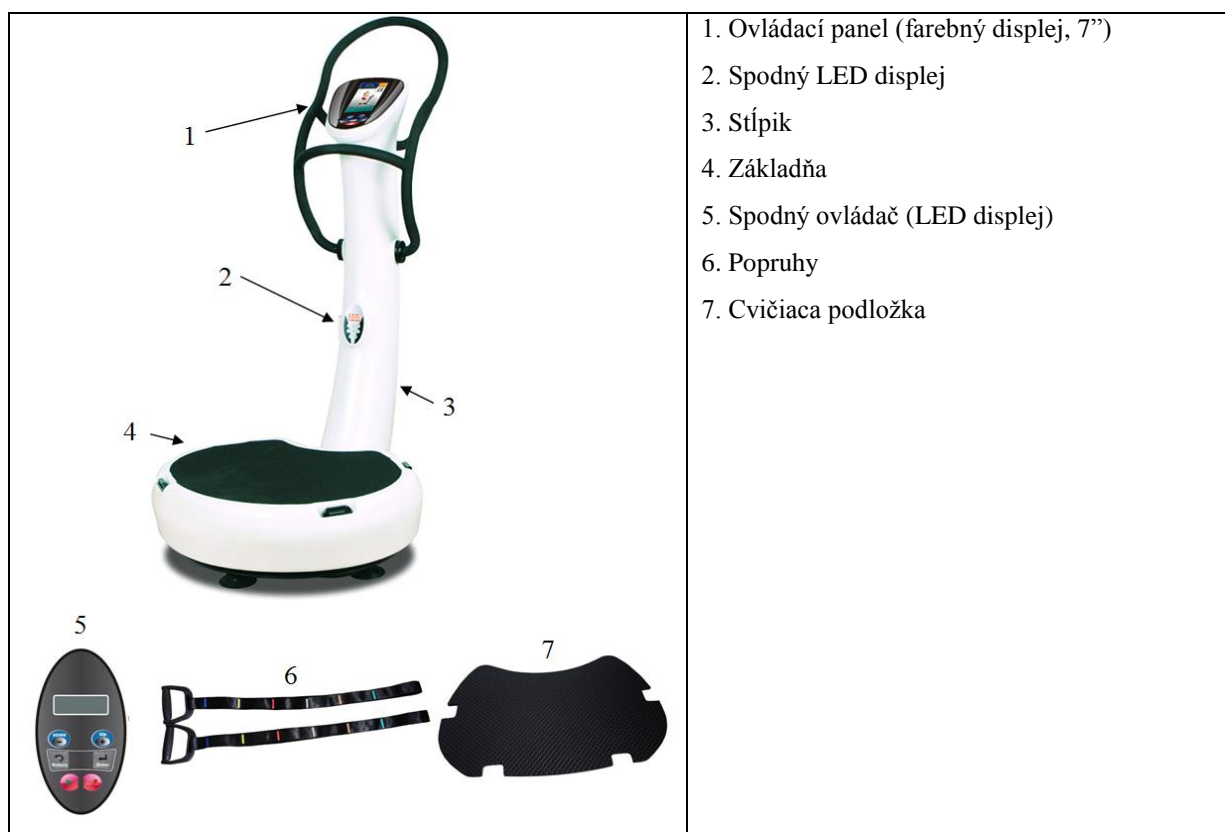 1. Ovládací panel (farebný displej, 7”)
2. Spodný LED displej
3. Stĺpik
4. Základňa
5. Spodný ovládač (LED displej)
6. Popruhy
7. Cvičiaca podložka
1
2
3
4
5
6
7
Return
Enter